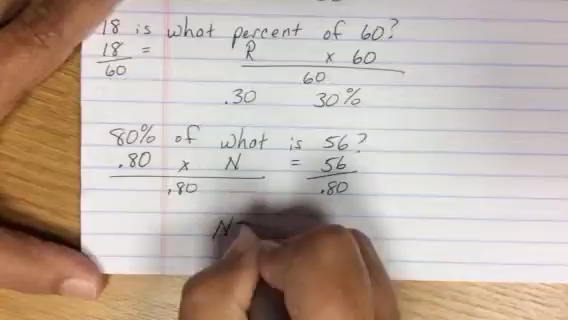 18 is what percent of 60?
18 = R x 60
60 60
.30 30%
80% of what is 56?
.80 x N = 56
.80 .80
N=